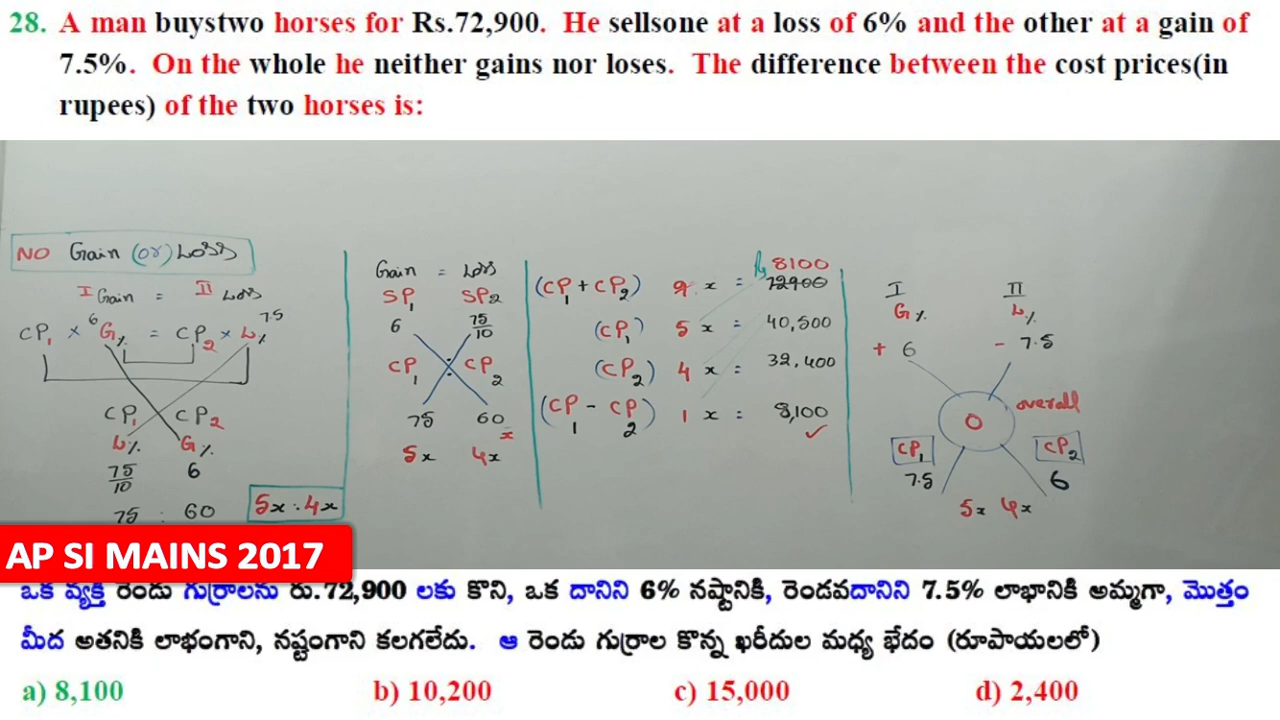 28. A man buystwo horses for Rs.72,900. He sellsone at a loss of 6% and the other at a gain of
7.5%. On the whole he neither gains nor loses. The difference between the cost prices(in
rupees) of the two horses is:
NO Gain (or) Loss
I Gain = II Loss
CP₁ × 6 G% = CP₂ × L% 75
CP₁ CP₂
L% G%
75/10 6
75 : 60
5x : 4x
Gain = Loss
SP₁ SP₂
6 75/10
CP₁ : CP₂
75 60
5x 4x
(CP₁ + CP₂) 9x = Rs 8100 72900
(CP₁) 5x = 40,500
(CP₂) 4x = 32,400
(CP₁ - CP₂) 1x = 8,100 ✓
I II
G% L%
+ 6 - 7.5
0 overall
CP₁ CP₂
7.5 6
5x 4x
AP SI MAINS 2017
ఒక వ్యక్తి రెండు గుర్రాలను రు.72,900 లకు కొని, ఒక దానిని 6% నష్టానికి, రెండవదానిని 7.5% లాభానికి అమ్మగా, మొత్తం
మీద అతనికి లాభంగాని, నష్టంగాని కలగలేదు. ఆ రెండు గుర్రాల కొన్న ఖరీదుల మధ్య భేదం (రూపాయలలో)
a) 8,100 b) 10,200 c) 15,000 d) 2,400